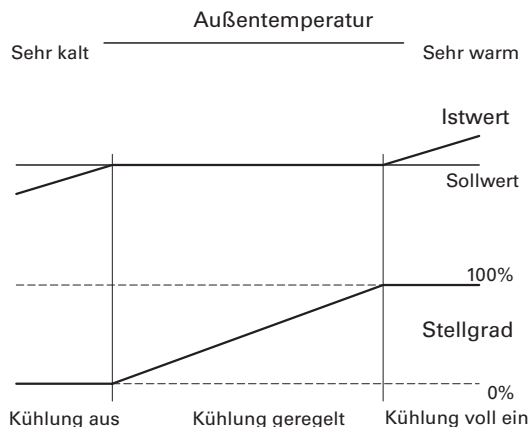 Außentemperatur
Sehr kalt
Sehr warm
Istwert
Sollwert
100%
Stellgrad
0%
Kühlung aus
Kühlung geregelt
Kühlung voll ein